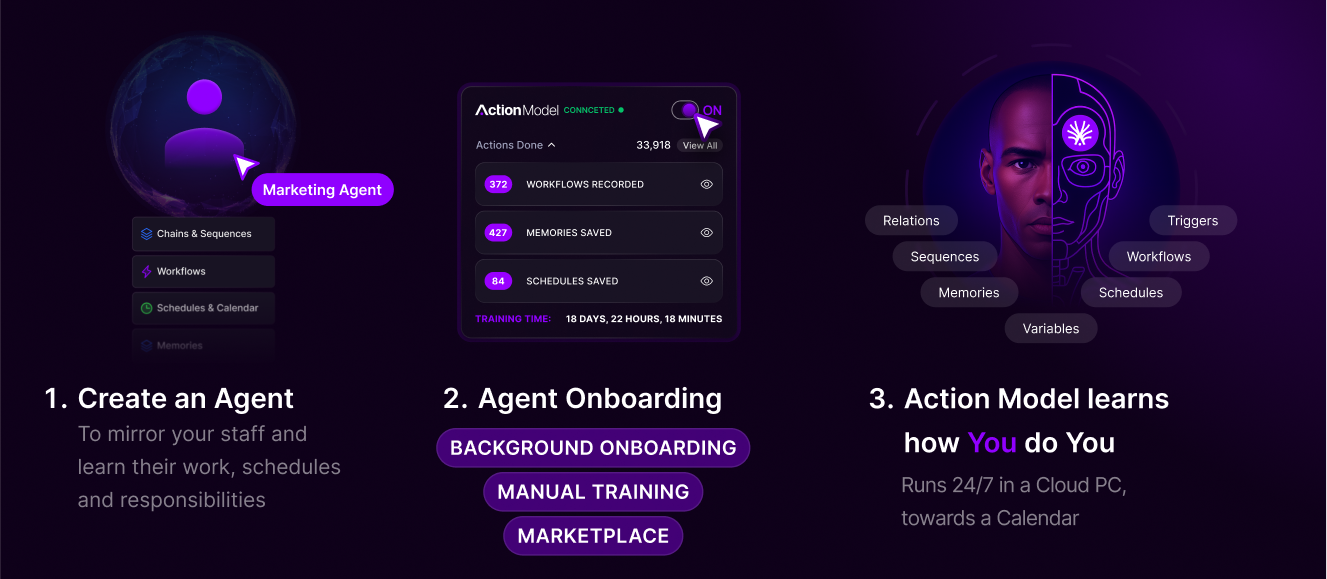 Marketing Agent
Chains & Sequences
Workflows
Schedules & Calendar
Memories
1. Create an Agent
To mirror your staff and
learn their work, schedules
and responsibilities
ActionModel CONNCETED ON
Actions Done 33,918 View All
372 WORKFLOWS RECORDED
427 MEMORIES SAVED
84 SCHEDULES SAVED
TRAINING TIME: 18 DAYS, 22 HOURS, 18 MINUTES
2. Agent Onboarding
BACKGROUND ONBOARDING
MANUAL TRAINING
MARKETPLACE
Relations
Triggers
Sequences
Workflows
Memories
Schedules
Variables
3. Action Model learns
how You do You
Runs 24/7 in a Cloud PC,
towards a Calendar